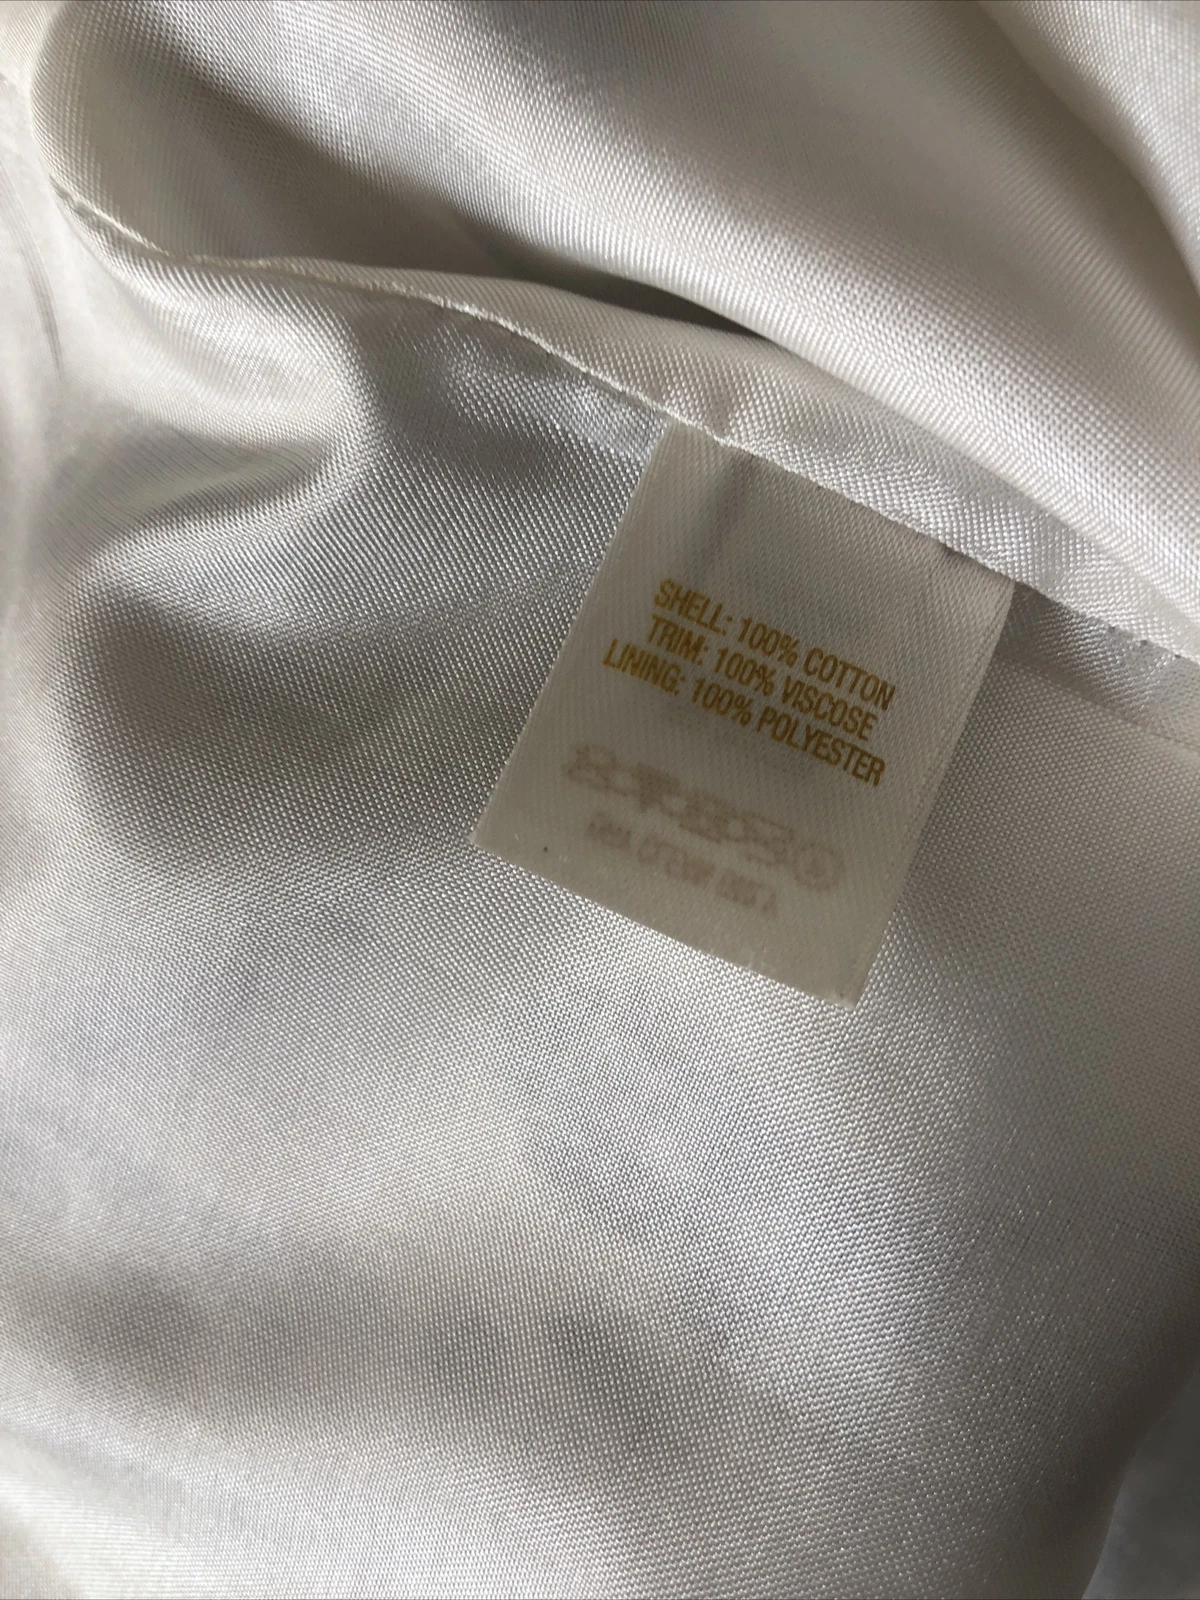 SHELL: 100% COTTON
TRIM: 100% VISCOSE
LINING: 100% POLYESTER